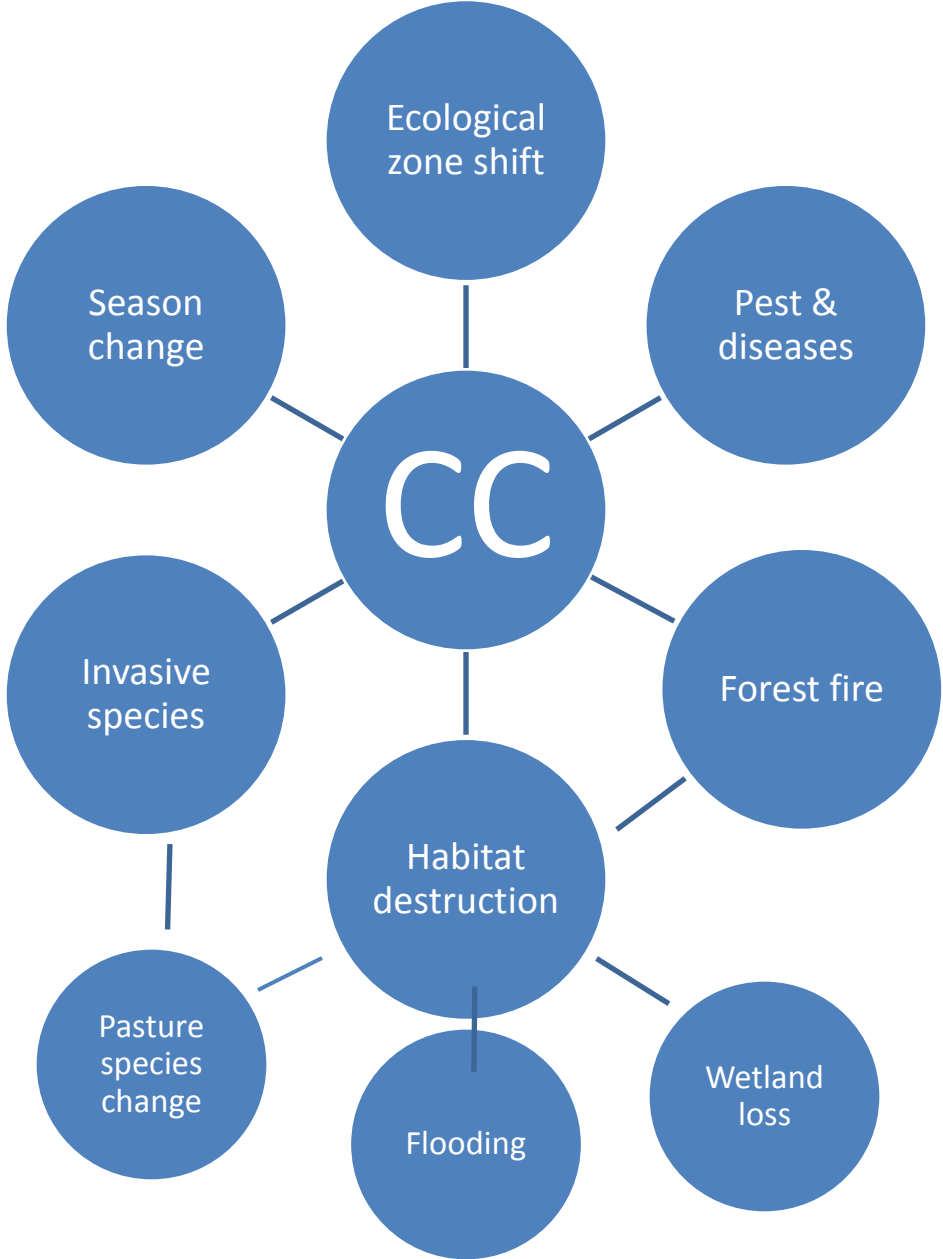 Ecological
zone shift
Season
change
Pest &
diseases
CC
Invasive
species
Forest fire
Habitat
destruction
Pasture
species
change
Flooding
Wetland
loss